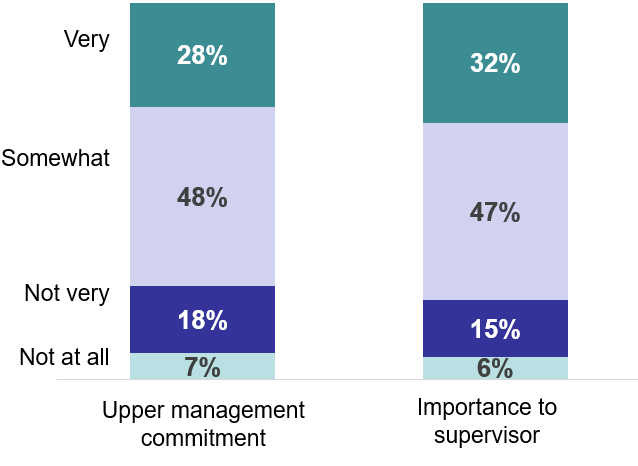 Very
28%
32%
Somewhat
48%
47%
Not very
18%
15%
Not at all
7%
6%
Upper management
commitment
Importance to
supervisor